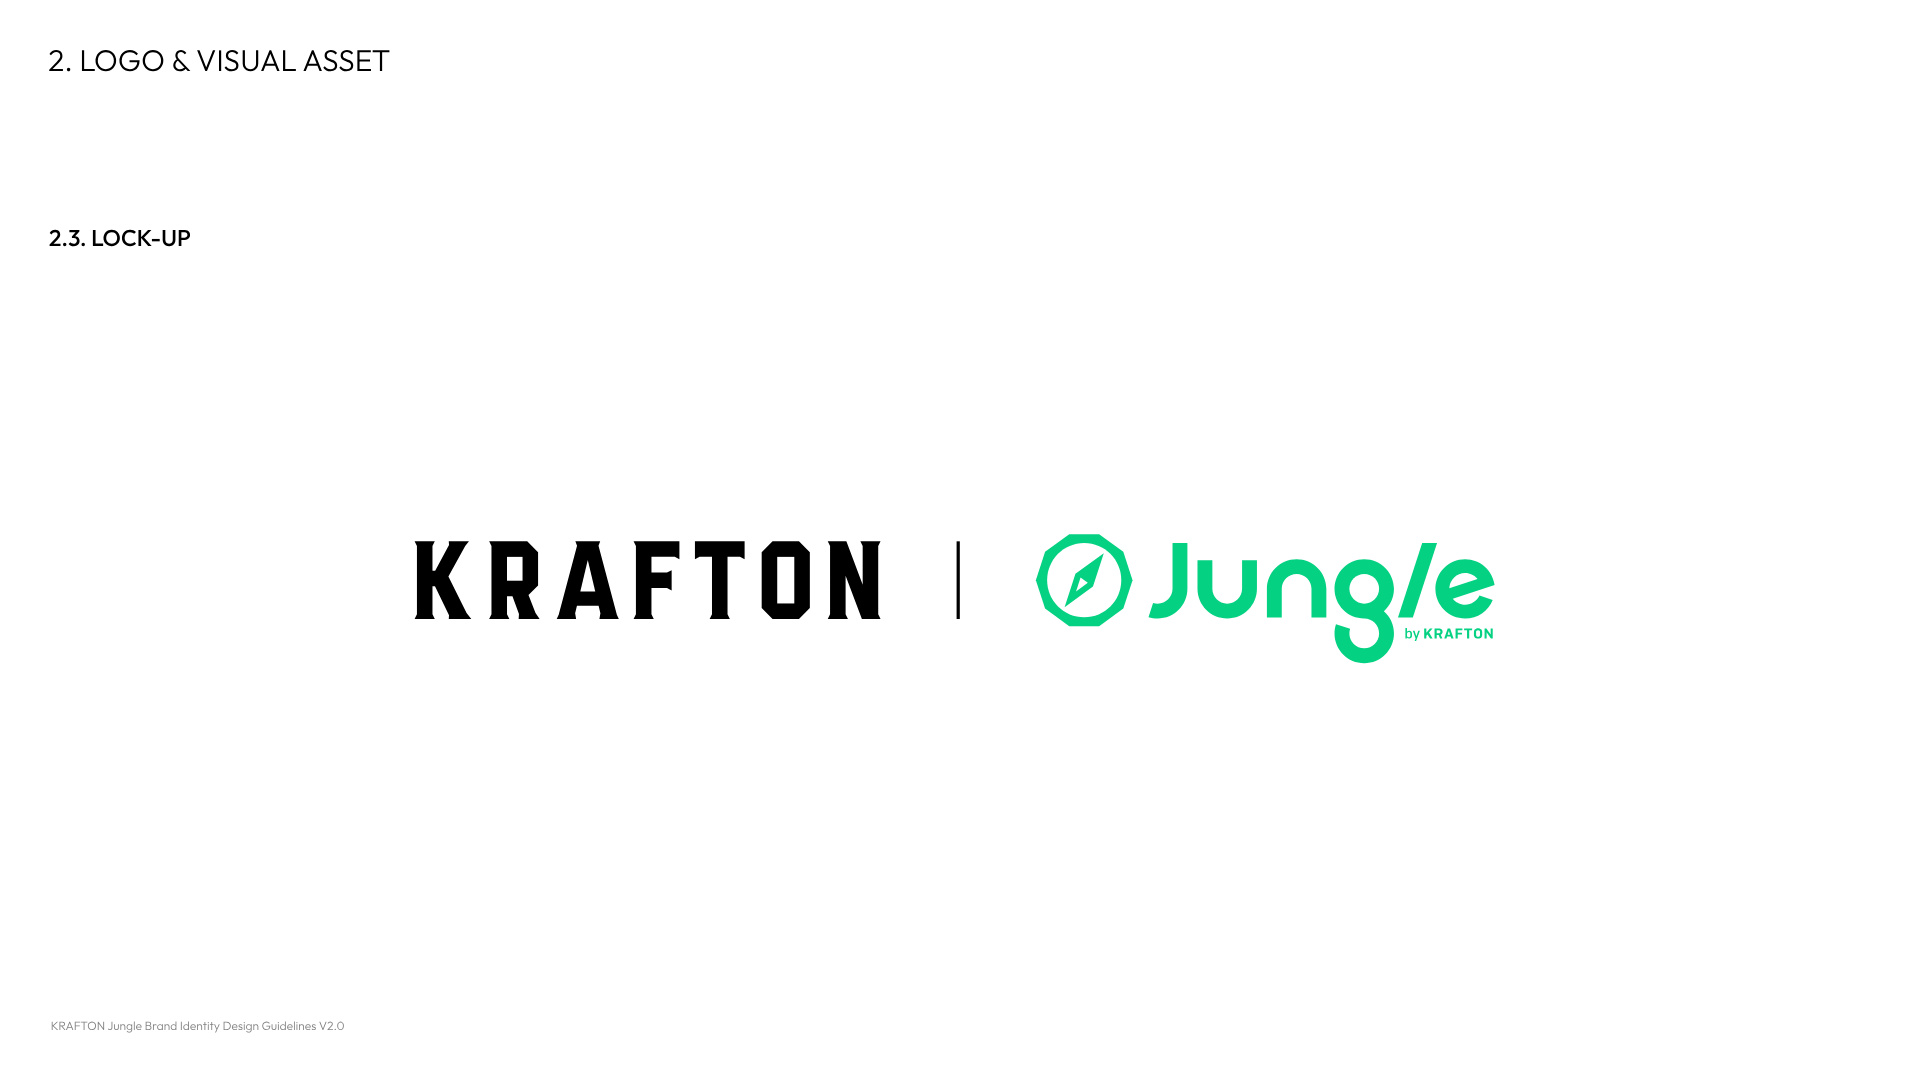 2. LOGO & VISUAL ASSET
2.3. LOCK-UP
KRAFTON | Jungle
by KRAFTON
KRAFTON Jungle Brand Identity Design Guidelines V2.0